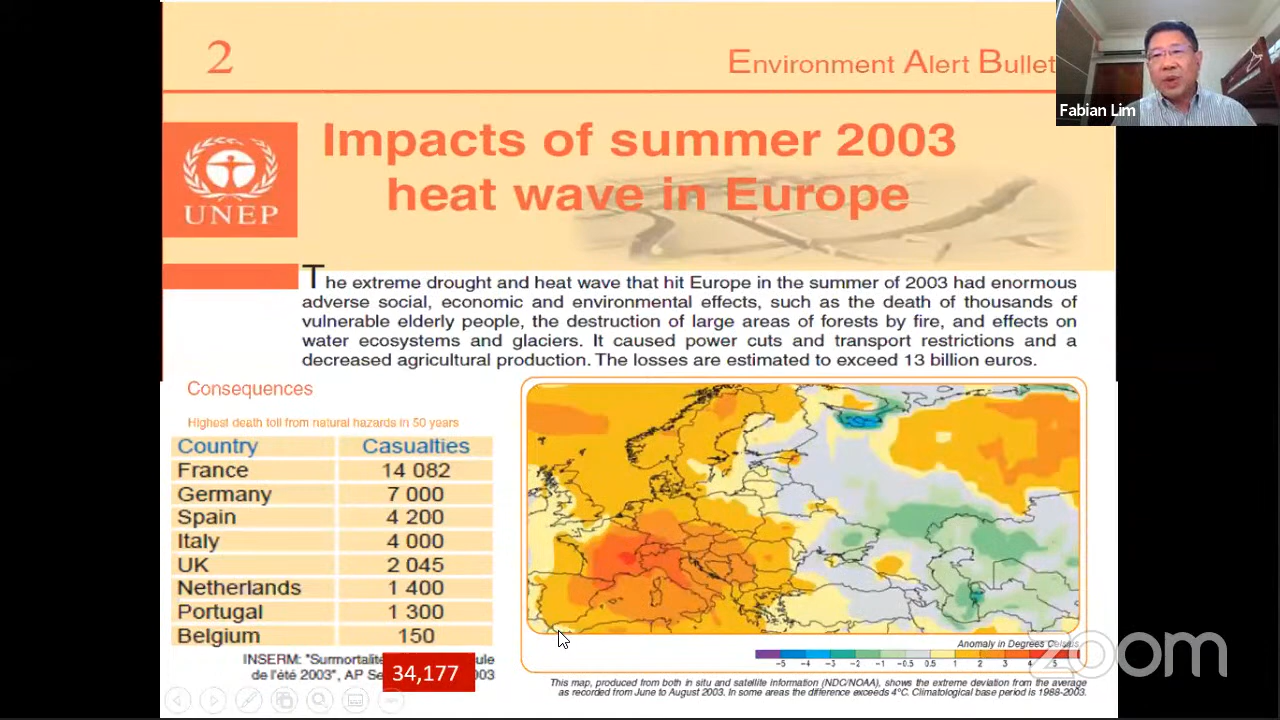 2
Environment Alert Bullet
Fabian Lim
UNEP
Impacts of summer 2003
heat wave in Europe
The extreme drought and heat wave that hit Europe in the summer of 2003 had enormous
adverse social, economic and environmental effects, such as the death of thousands of
vulnerable elderly people, the destruction of large areas of forests by fire, and effects on
water ecosystems and glaciers. It caused power cuts and transport restrictions and a
decreased agricultural production. The losses are estimated to exceed 13 billion euros.
Consequences
Highest death toll from natural hazards in 50 years
Country Casualties
France 14 082
Germany 7 000
Spain 4 200
Italy 4 000
UK 2 045
Netherlands 1 400
Portugal 1 300
Belgium 150
INSERM: "Surmortalité
de l'été 2003", AP 2003
34,177
Anomaly in Degrees Celsius
-5 -4 -3 -2 -1 -0.5 0.5 1 2 3 4 5
This map, produced from both in situ and satellite information (NDC/NOAA), shows the extreme deviation from the average
as recorded from June to August 2003. In some areas the difference exceeds 4°C. Climatological base period is 1988-2003.
zoom